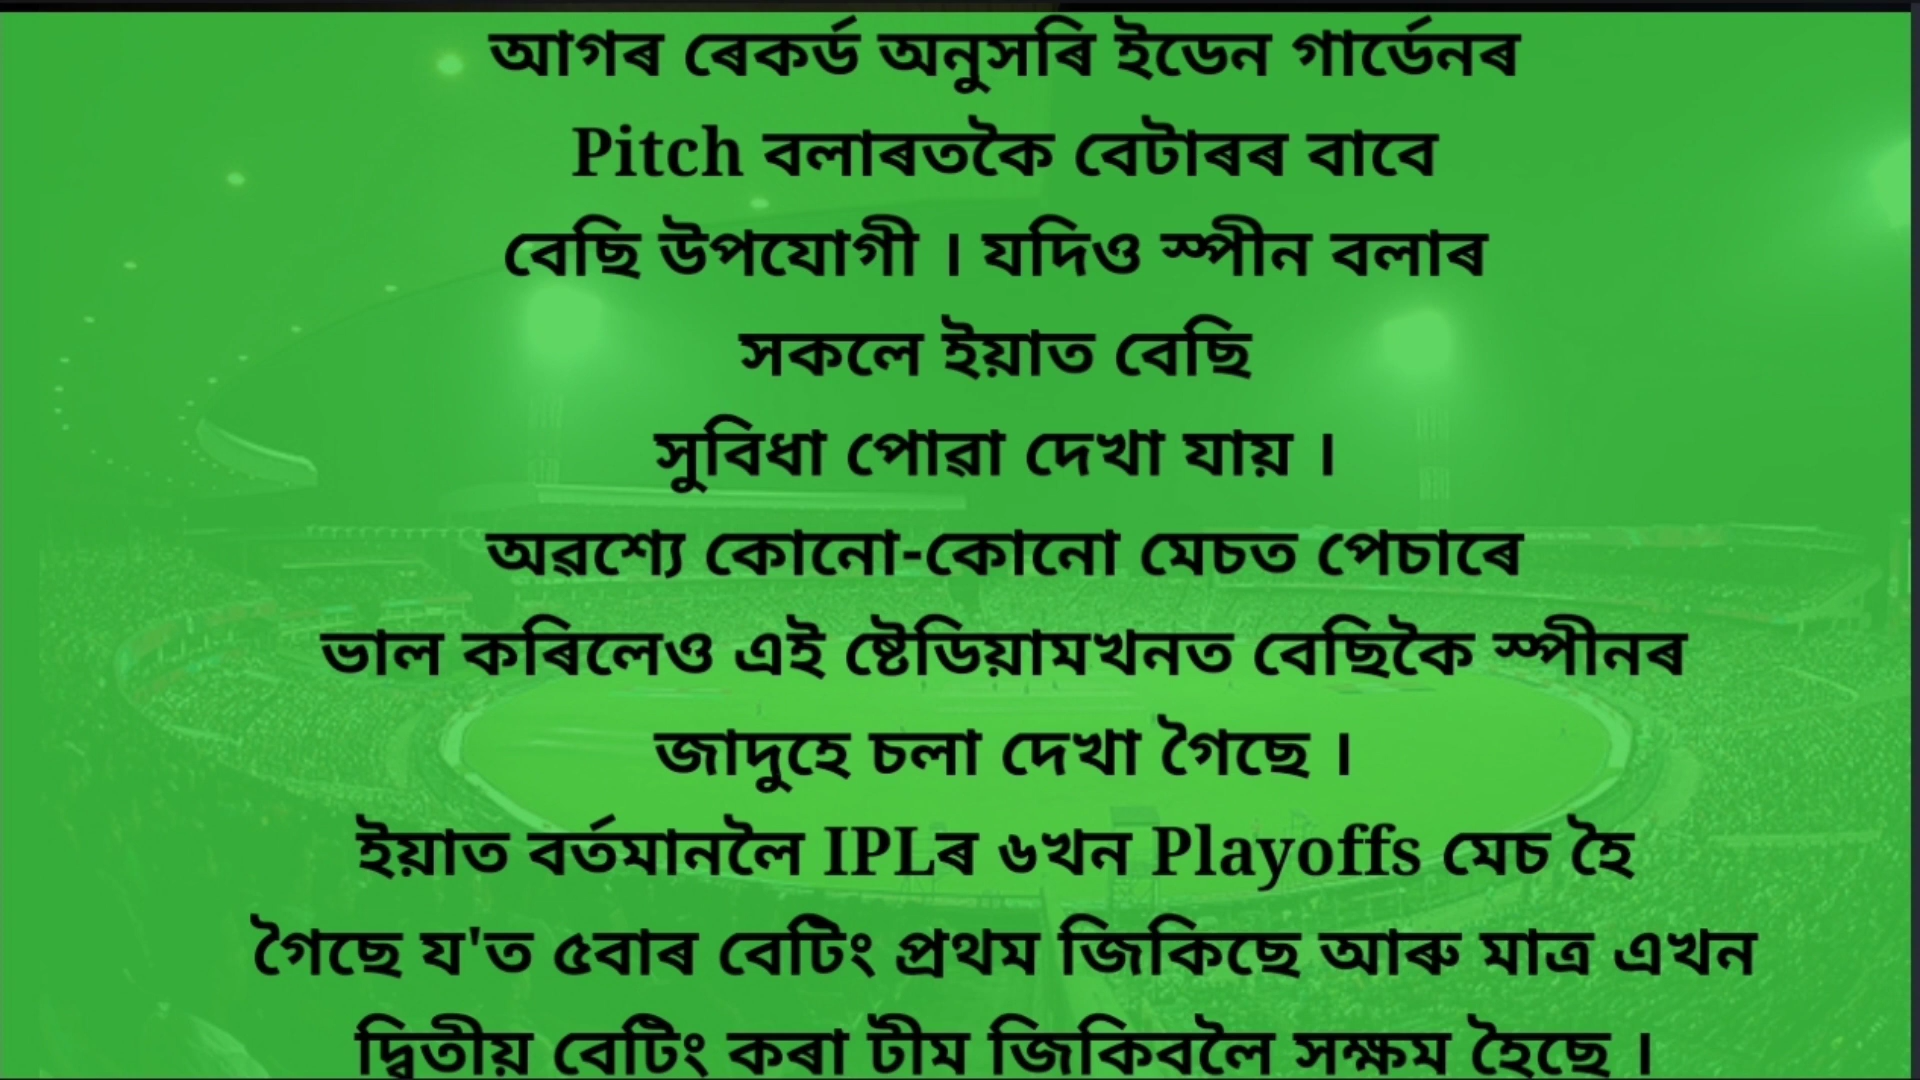 আগৰ ৰেকৰ্ড অনুসৰি ইডেন গাৰ্ডেনৰ
Pitch বলাৰতকৈ বেটাৰৰ বাবে
বেছি উপযোগী । যদিও স্পীন বলাৰ
সকলে ইয়াত বেছি
সুবিধা পোৱা দেখা যায় ।
অৱশ্যে কোনো-কোনো মেচত পেচাৰে
ভাল কৰিলেও এই ষ্টেডিয়ামখনত বেছিকৈ স্পীনৰ
জাদুহে চলা দেখা গৈছে ।
ইয়াত বৰ্তমানলৈ IPLৰ ৬খন Playoffs মেচ হৈ
গৈছে য'ত ৫বাৰ বেটিং প্ৰথম জিকিছে আৰু মাত্ৰ এখন
দ্বিতীয় বেটিং কৰা টীম জিকিবলৈ সক্ষম হৈছে ।